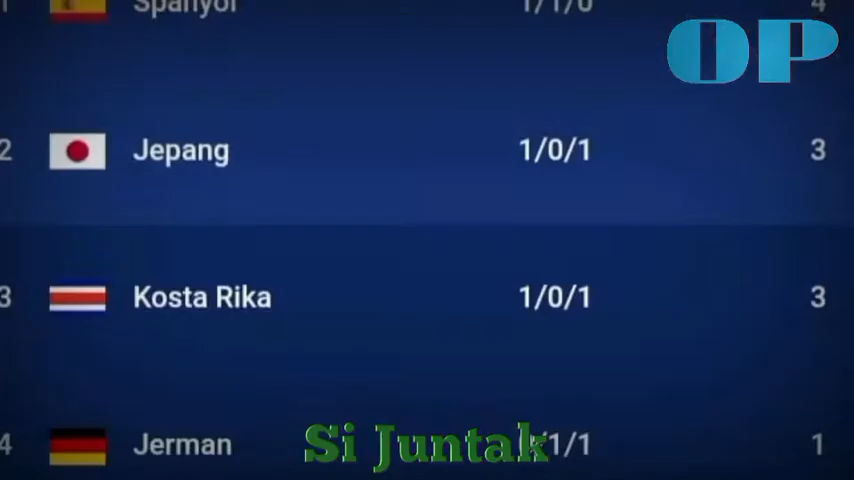 Spanyol 1/1/0 4
OP
2 Jepang 1/0/1 3
3 Kosta Rika 1/0/1 3
4 Jerman /1/1 1
Si Juntak